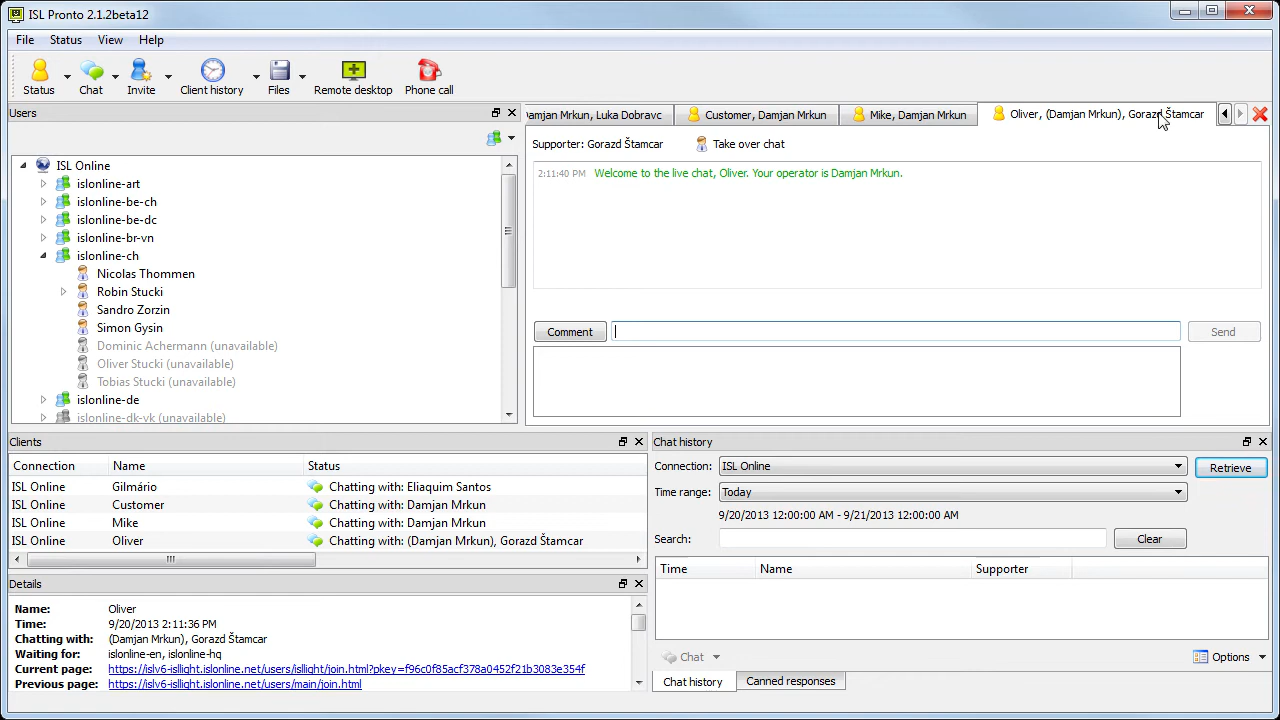 ISL Pronto 2.1.2beta12
File Status View Help
Status Chat Invite Client history Files Remote desktop Phone call
Users
ISL Online
islonline-art
islonline-be-ch
islonline-be-dc
islonline-br-vn
islonline-ch
Nicolas Thommen
Robin Stucki
Sandro Zorzin
Simon Gysin
Dominic Achermann (unavailable)
Oliver Stucki (unavailable)
Tobias Stucki (unavailable)
islonline-de
islonline-dk-vk (unavailable)
amjan Mrkun, Luka Dobravc Customer, Damjan Mrkun Mike, Damjan Mrkun Oliver, (Damjan Mrkun), Gorazd Štamcar
Supporter: Gorazd Štamcar Take over chat
2:11:40 PM Welcome to the live chat, Oliver. Your operator is Damjan Mrkun.
Comment Send
Clients
Connection Name Status
ISL Online Gilmário Chatting with: Eliaquim Santos
ISL Online Customer Chatting with: Damjan Mrkun
ISL Online Mike Chatting with: Damjan Mrkun
ISL Online Oliver Chatting with: (Damjan Mrkun), Gorazd Štamcar
Details
Name: Oliver
Time: 9/20/2013 2:11:36 PM
Chatting with: (Damjan Mrkun), Gorazd Štamcar
Waiting for: islonline-en, islonline-hq
Current page: https://islv6-isllight.islonline.net/users/isllight/join.html?pkey=f96c0f85acf378a0452f21b3083e354f
Previous page: https://islv6-isllight.islonline.net/users/main/join.html
Chat history
Connection: ISL Online Retrieve
Time range: Today
9/20/2013 12:00:00 AM - 9/21/2013 12:00:00 AM
Search: Clear
Time Name Supporter
Chat Options
Chat history Canned responses